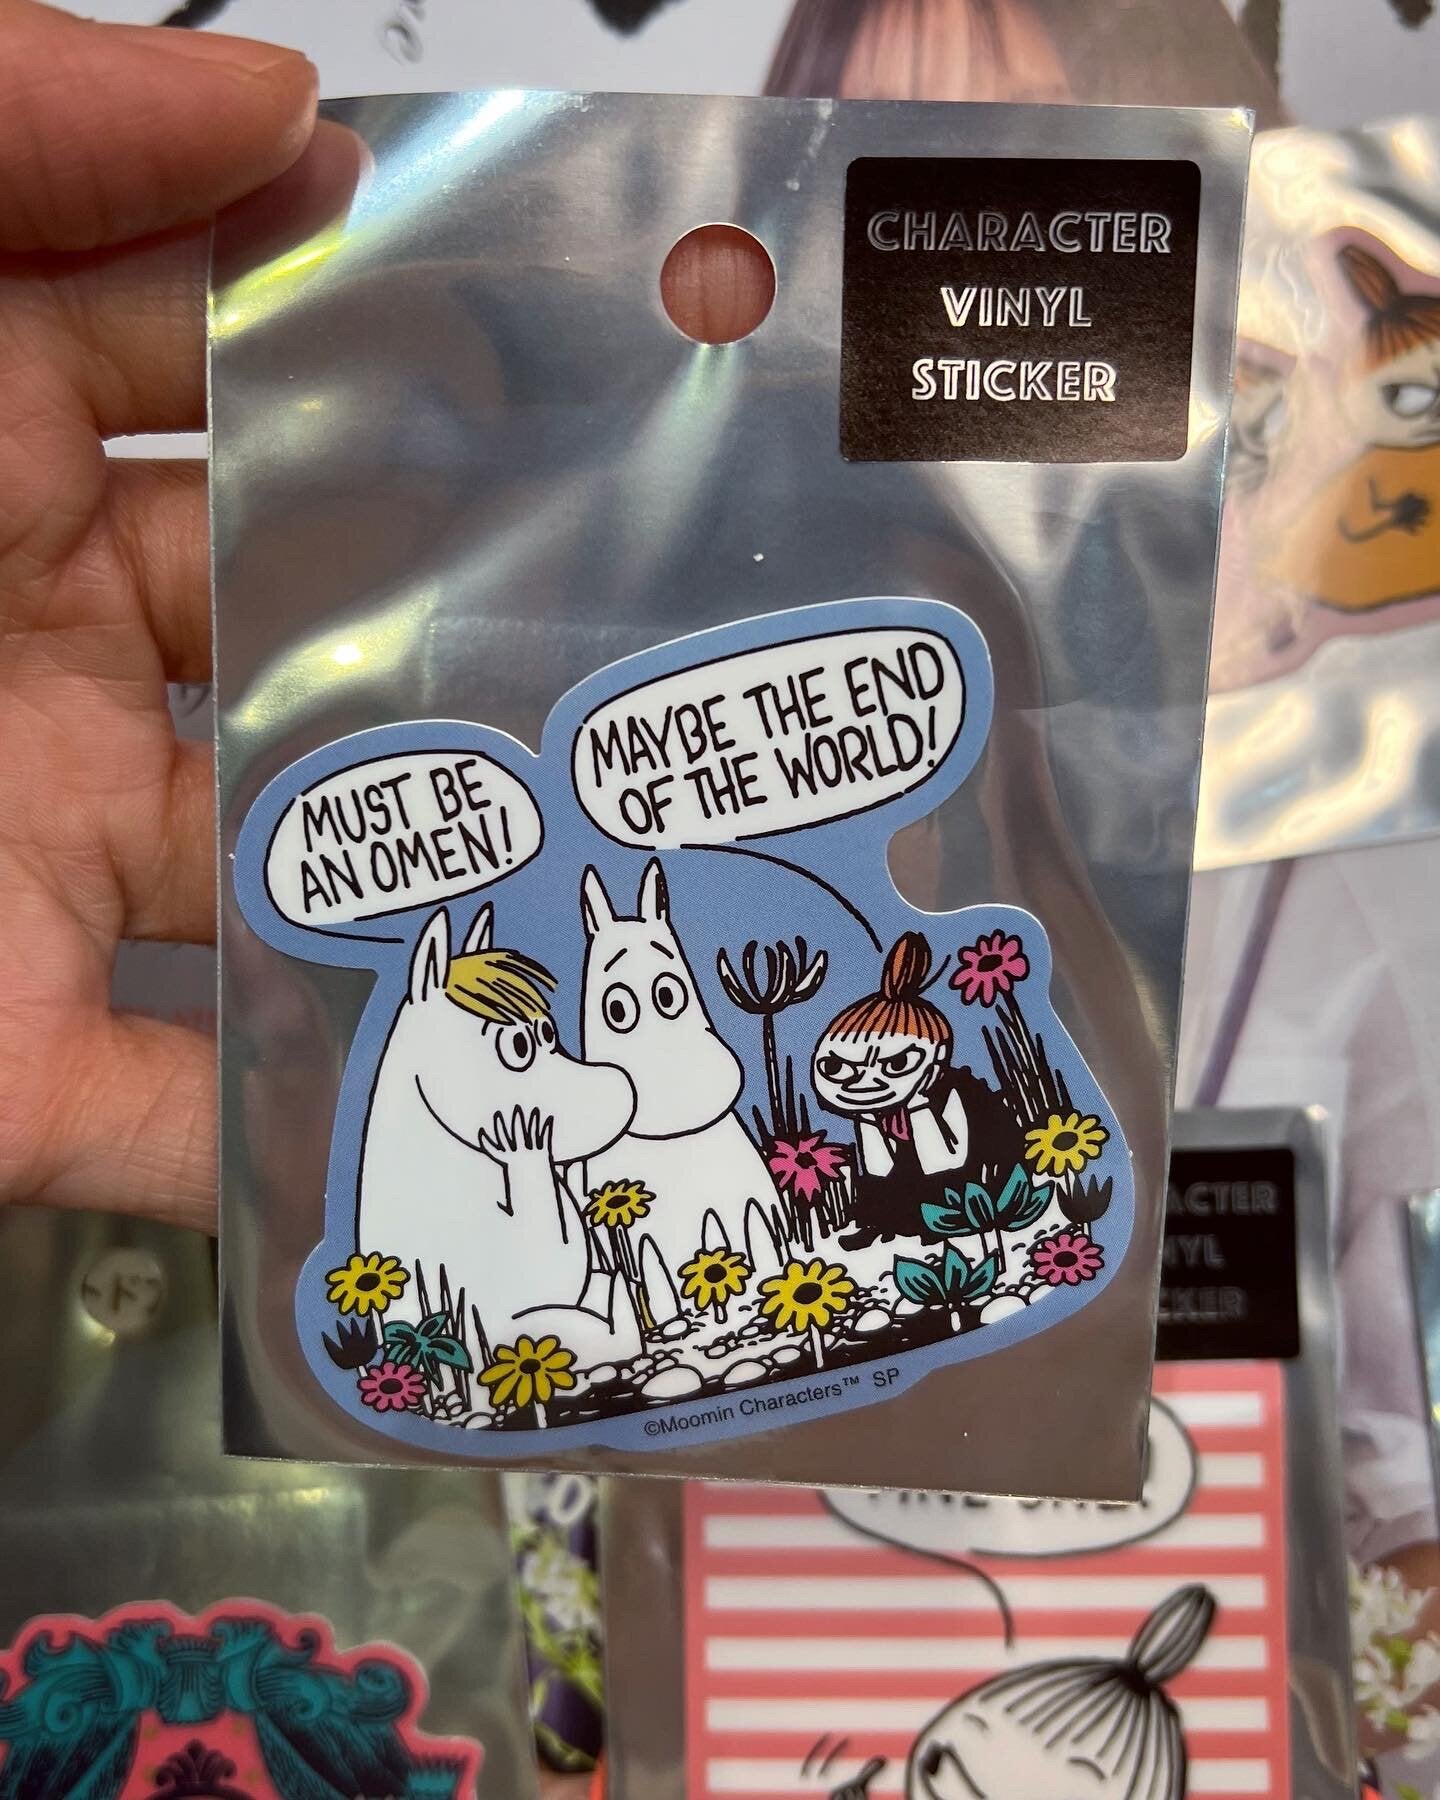 CHARACTER
VINYL
STICKER
MUST BE
AN OMEN!
MAYBE THE END
OF THE WORLD!
©Moomin Characters™ SP